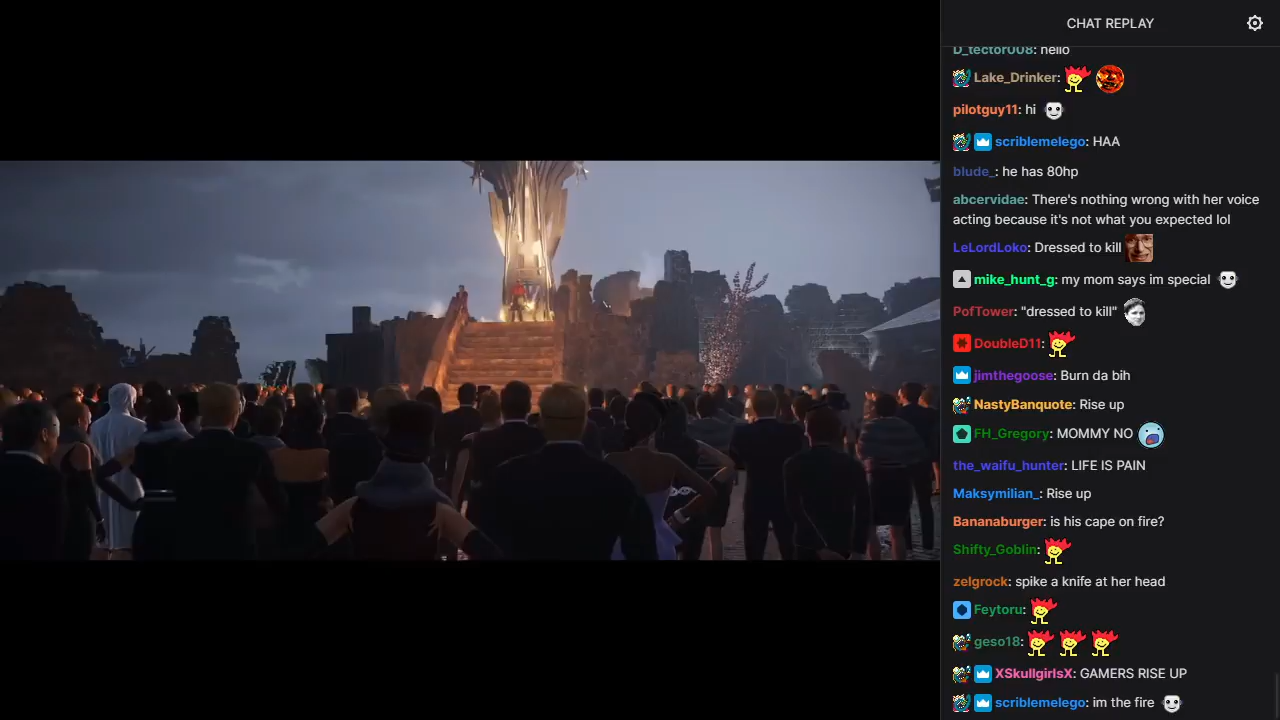 CHAT REPLAY
D_tector008: hello
Lake_Drinker:
pilotguy11: hi
scriblemelego: HAA
blude_: he has 80hp
abcervidae: There's nothing wrong with her voice
acting because it's not what you expected lol
LeLordLoko: Dressed to kill
mike_hunt_g: my mom says im special
PofTower: "dressed to kill"
DoubleD11:
jimthegoose: Burn da bih
NastyBanquote: Rise up
FH_Gregory: MOMMY NO
the_waifu_hunter: LIFE IS PAIN
Maksymilian_: Rise up
Bananaburger: is his cape on fire?
Shifty_Goblin:
zelgrock: spike a knife at her head
Feytoru:
geso18:
XSkullgirlsX: GAMERS RISE UP
scriblemelego: im the fire